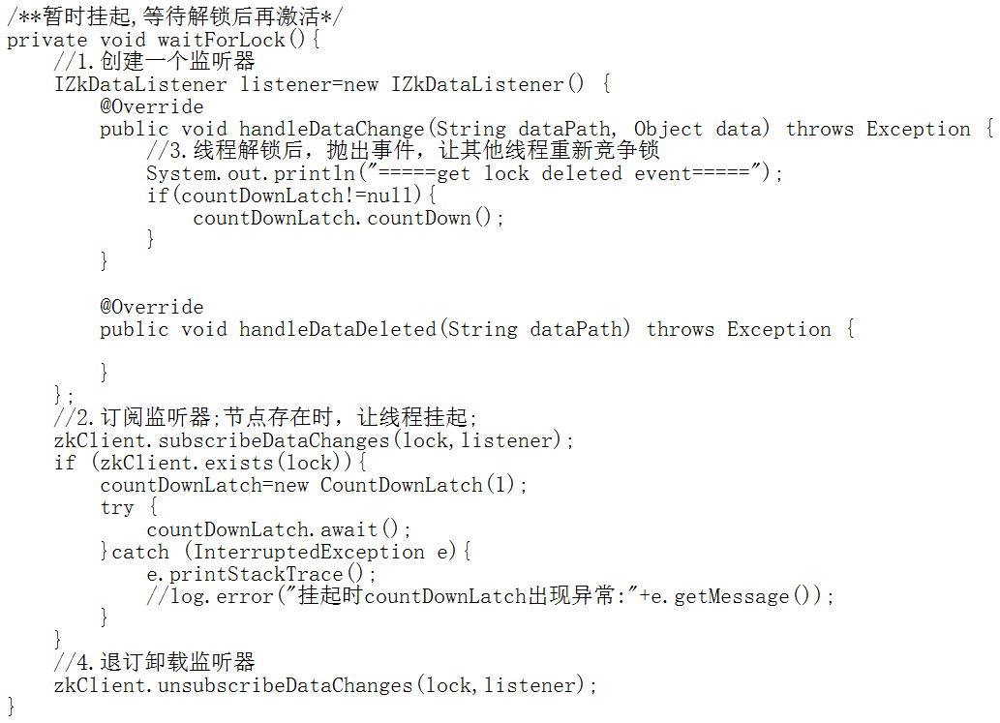 /**暂时挂起,等待解锁后再激活*/
private void waitForLock(){
    //1.创建一个监听器
    IZkDataListener listener=new IZkDataListener() {
        @Override
        public void handleDataChange(String dataPath, Object data) throws Exception {
            //3.线程解锁后，抛出事件，让其他线程重新竞争锁
            System.out.println("=====get lock deleted event=====");
            if(countDownLatch!=null){
                countDownLatch.countDown();
            }
        }

        @Override
        public void handleDataDeleted(String dataPath) throws Exception {

        }
    };
    //2.订阅监听器;节点存在时，让线程挂起;
    zkClient.subscribeDataChanges(lock,listener);
    if (zkClient.exists(lock)){
        countDownLatch=new CountDownLatch(1);
        try {
            countDownLatch.await();
        }catch (InterruptedException e){
            e.printStackTrace();
            //log.error("挂起时countDownLatch出现异常:"+e.getMessage());
        }
    }
    //4.退订卸载监听器
    zkClient.unsubscribeDataChanges(lock,listener);
}